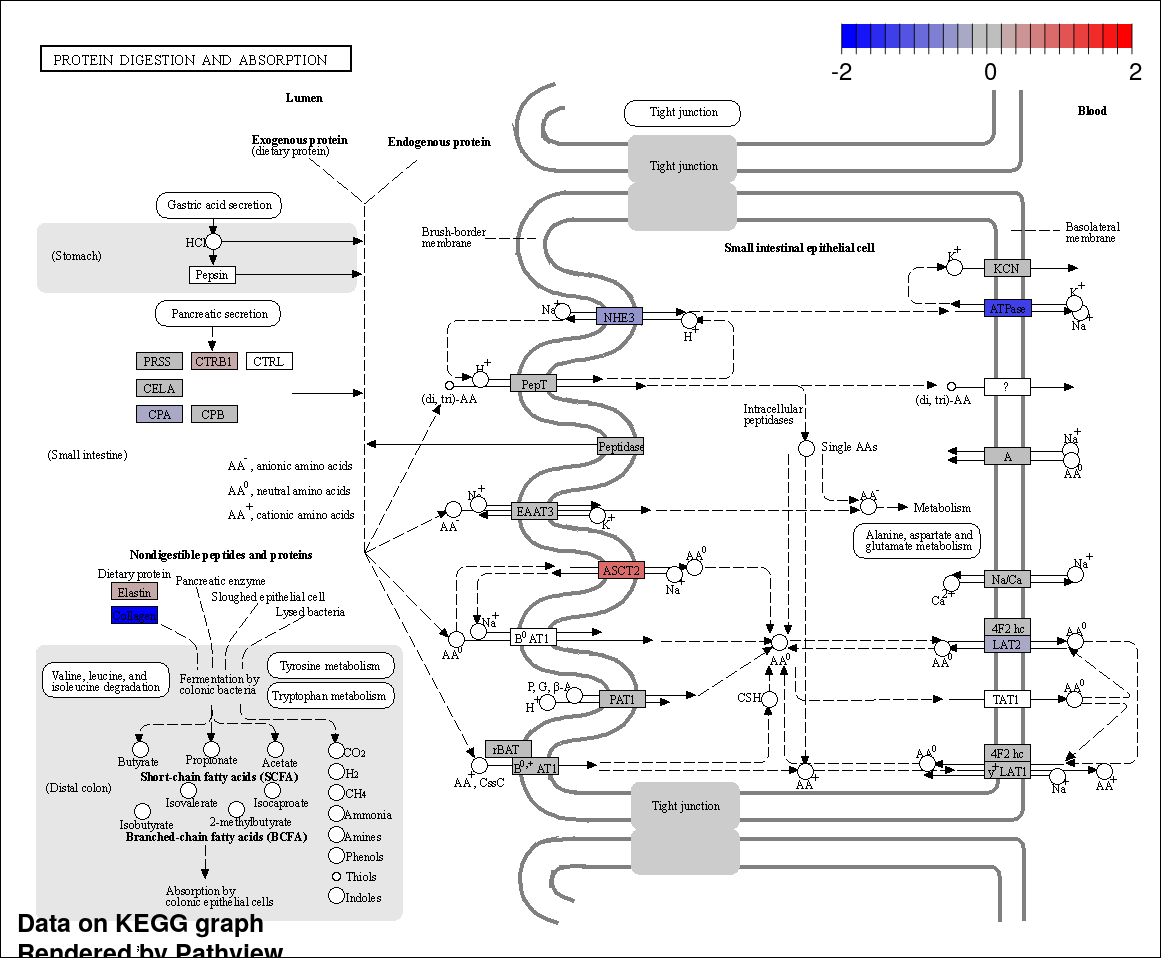 PROTEIN DIGESTION AND ABSORPTION
-2 0 2
Lumen
Blood
Exogenous protein
(dietary protein)
Endogenous protein
Tight junction
Tight junction
Gastric acid secretion
(Stomach)
HCl
Pepsin
Pancreatic secretion
PRSS CTRB1 CTRL
CELA
CPA CPB
(Small intestine)
AA-, anionic amino acids
AA0, neutral amino acids
AA+, cationic amino acids
Brush-border
membrane
Small intestinal epithelial cell
Basolateral
membrane
K+
KCN
Na+
NHE3
H+
ATPase
K+
Na+
H+
PepT
(di, tri)-AA
?
(di, tri)-AA
Intracellular
peptidases
Peptidase
Single AAs
Na+
A
AA0
Na+
EAAT3
AA-
K+
AA-
Metabolism
Alanine, aspartate and
glutamate metabolism
ASCT2
AA0
Na+
Na/Ca
Na+
Ca2+
Na+
B0 AT1
AA0
AA0
4F2 hc
LAT2
AA0
AA0
P, G, β-A
H+
PAT1
CSH
TAT1
AA0
rBAT
B0,+ AT1
AA+, CssC
AA+
AA0
4F2 hc
y+ LAT1
Na+
AA+
Nondigestible peptides and proteins
Dietary protein
Elastin
Collagen
Pancreatic enzyme
Sloughed epithelial cell
Lysed bacteria
Valine, leucine, and
isoleucine degradation
Fermentation by
colonic bacteria
Tyrosine metabolism
Tryptophan metabolism
Butyrate Propionate Acetate
Short-chain fatty acids (SCFA)
(Distal colon)
Isovalerate Isocaproate
Isobutyrate 2-methylbutyrate
Branched-chain fatty acids (BCFA)
CO2
H2
CH4
Ammonia
Amines
Phenols
Thiols
Indoles
Absorption by
colonic epithelial cells
Tight junction
Data on KEGG graph
Rendered by Pathview